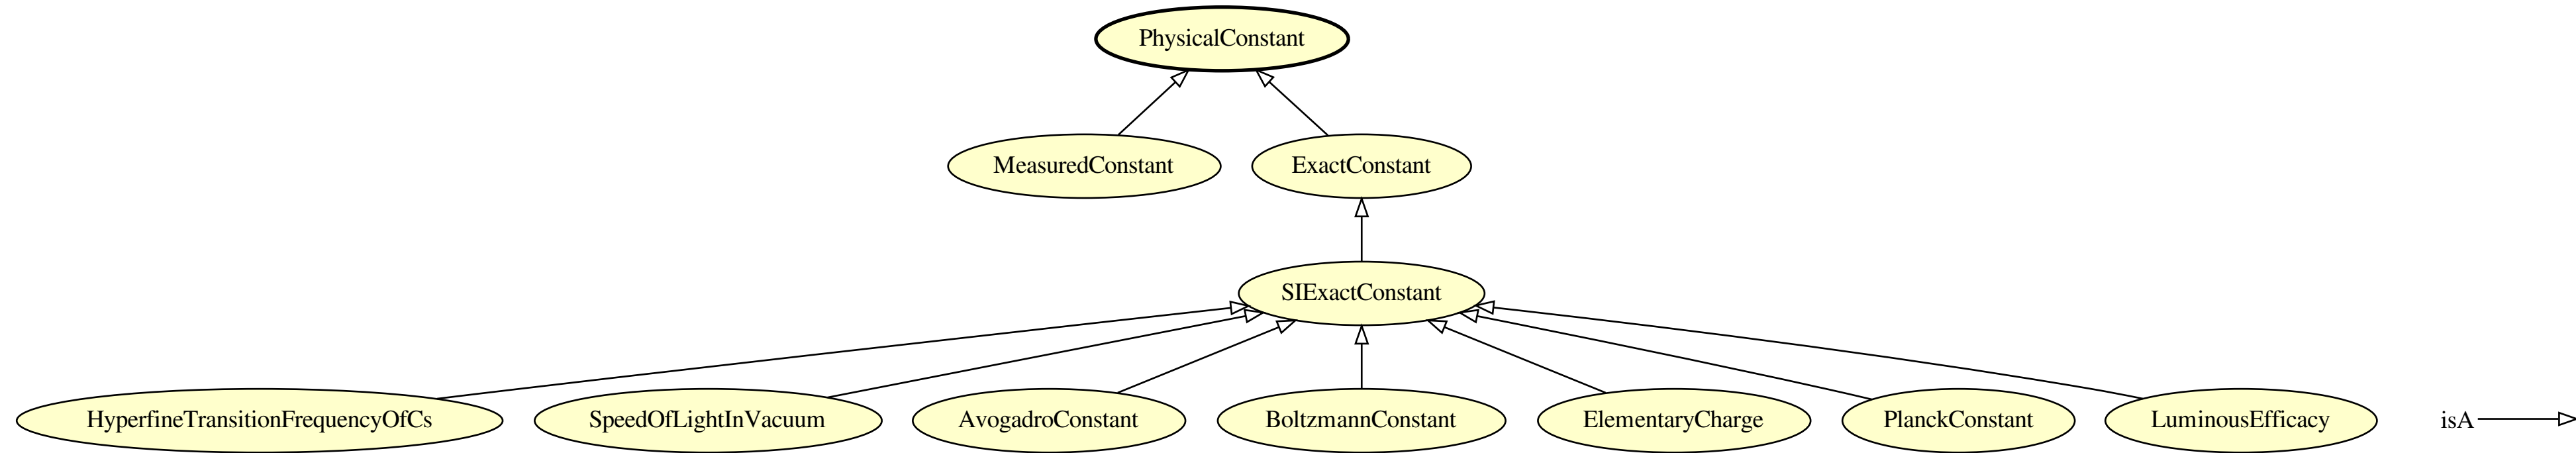 PhysicalConstant
MeasuredConstant
ExactConstant
SIExactConstant
HyperfineTransitionFrequencyOfCs
SpeedOfLightInVacuum
AvogadroConstant
BoltzmannConstant
ElementaryCharge
PlanckConstant
LuminousEfficacy
isA